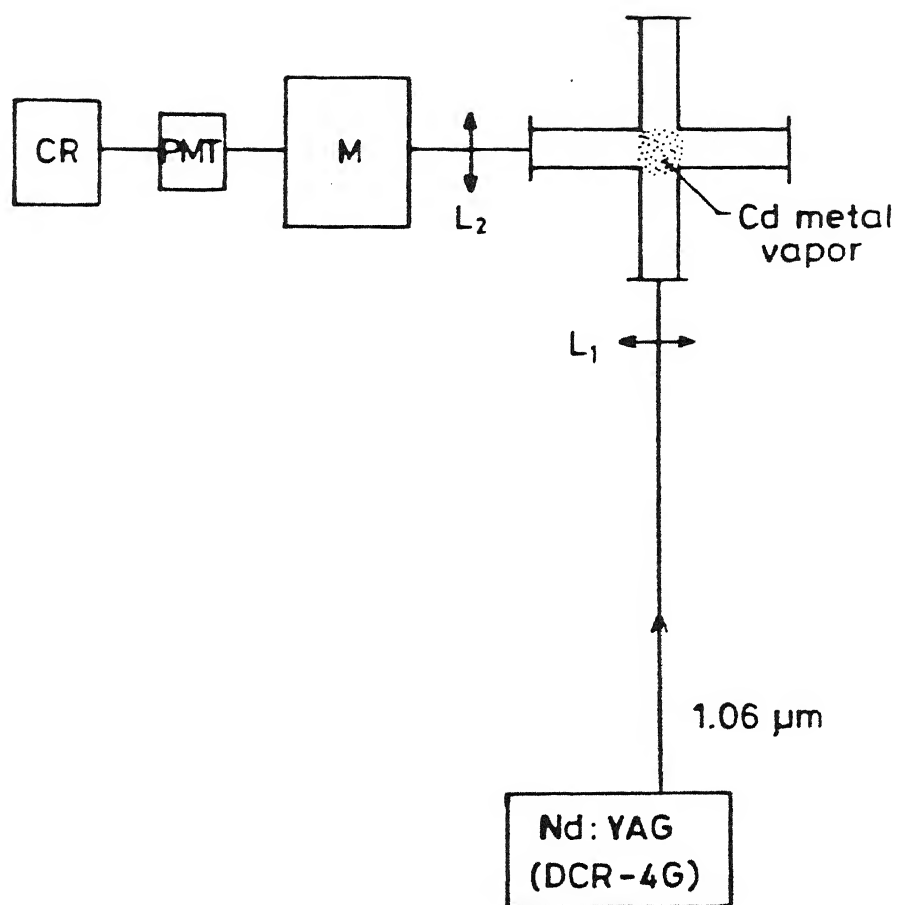 CR
PMT
M
L₂
Cd metal
vapor
L₁
1.06 µm
Nd: YAG
(DCR-4G)